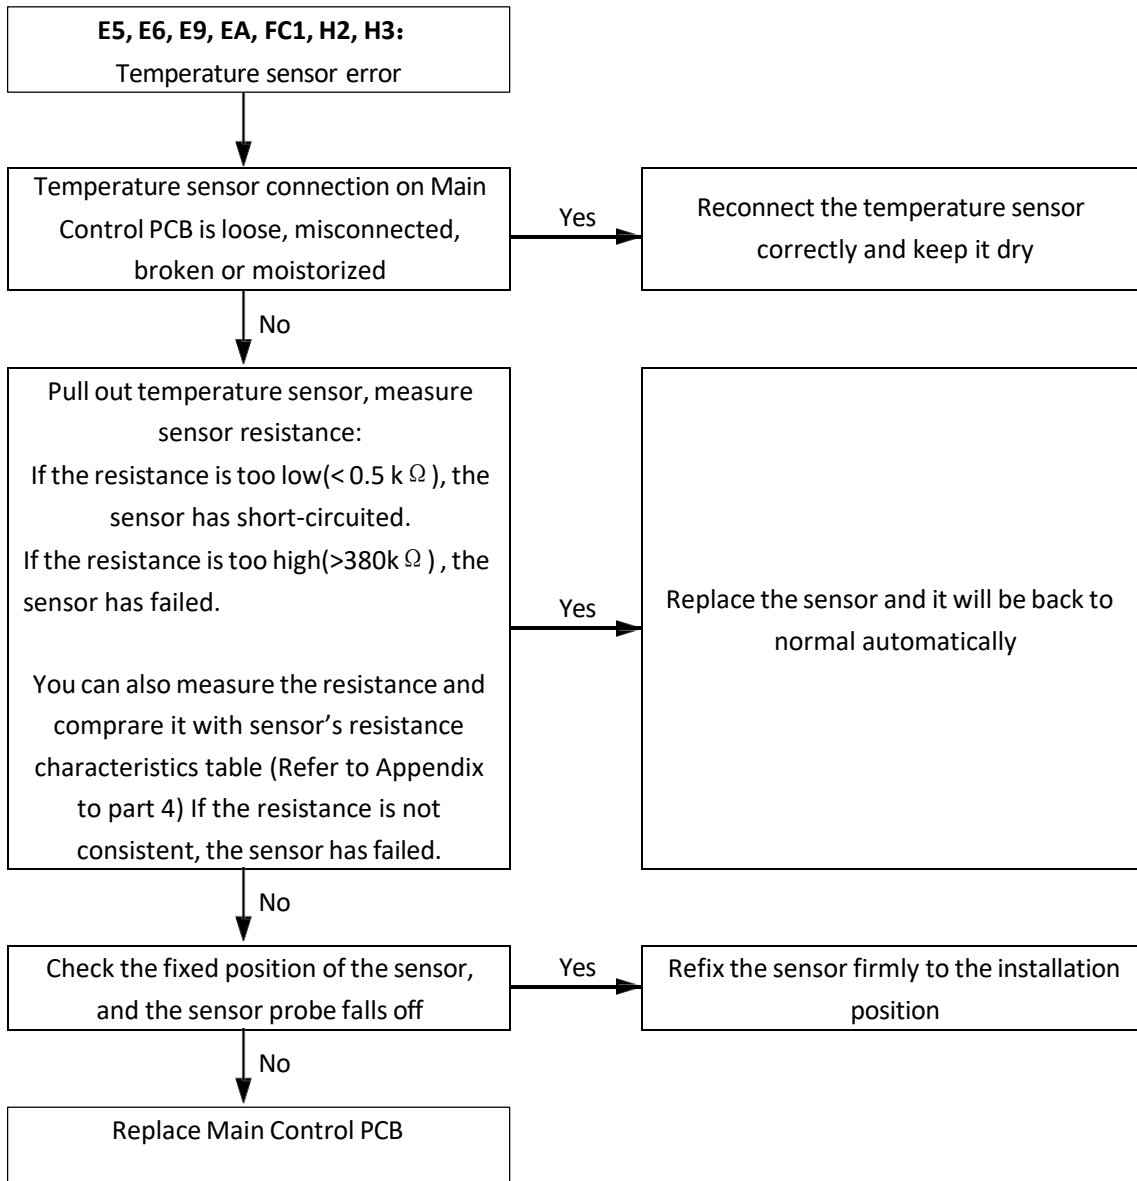 E5, E6, E9, EA, FC1, H2, H3:
Temperature sensor error
Temperature sensor connection on Main
Control PCB is loose, misconnected,
broken or moistorized
Yes
Reconnect the temperature sensor
correctly and keep it dry
No
Pull out temperature sensor, measure
sensor resistance:
If the resistance is too low(< 0.5 k Ω ), the
sensor has short-circuited.
If the resistance is too high(>380k Ω ) , the
sensor has failed.
You can also measure the resistance and
comprare it with sensor’s resistance
characteristics table (Refer to Appendix
to part 4) If the resistance is not
consistent, the sensor has failed.
Yes
Replace the sensor and it will be back to
normal automatically
No
Check the fixed position of the sensor,
and the sensor probe falls off
Yes
Refix the sensor firmly to the installation
position
No
Replace Main Control PCB